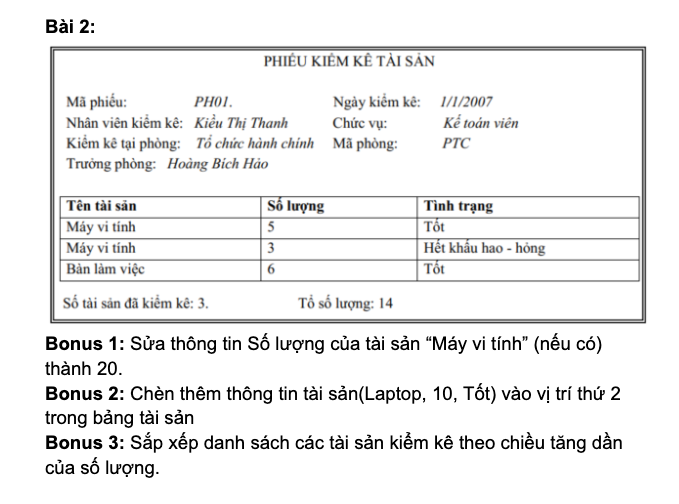 Bài 2:
PHIẾU KIỂM KÊ TÀI SẢN
Mã phiếu: PH01. Ngày kiểm kê: 1/1/2007
Nhân viên kiểm kê: Kiều Thị Thanh Chức vụ: Kế toán viên
Kiểm kê tại phòng: Tổ chức hành chính Mã phòng: PTC
Trưởng phòng: Hoàng Bích Hảo
Tên tài sản Số lượng Tình trạng
Máy vi tính 5 Tốt
Máy vi tính 3 Hết khấu hao - hỏng
Bàn làm việc 6 Tốt
Số tài sản đã kiểm kê: 3. Tổ số lượng: 14
Bonus 1: Sửa thông tin Số lượng của tài sản “Máy vi tính” (nếu có)
thành 20.
Bonus 2: Chèn thêm thông tin tài sản(Laptop, 10, Tốt) vào vị trí thứ 2
trong bảng tài sản
Bonus 3: Sắp xếp danh sách các tài sản kiểm kê theo chiều tăng dần
của số lượng.